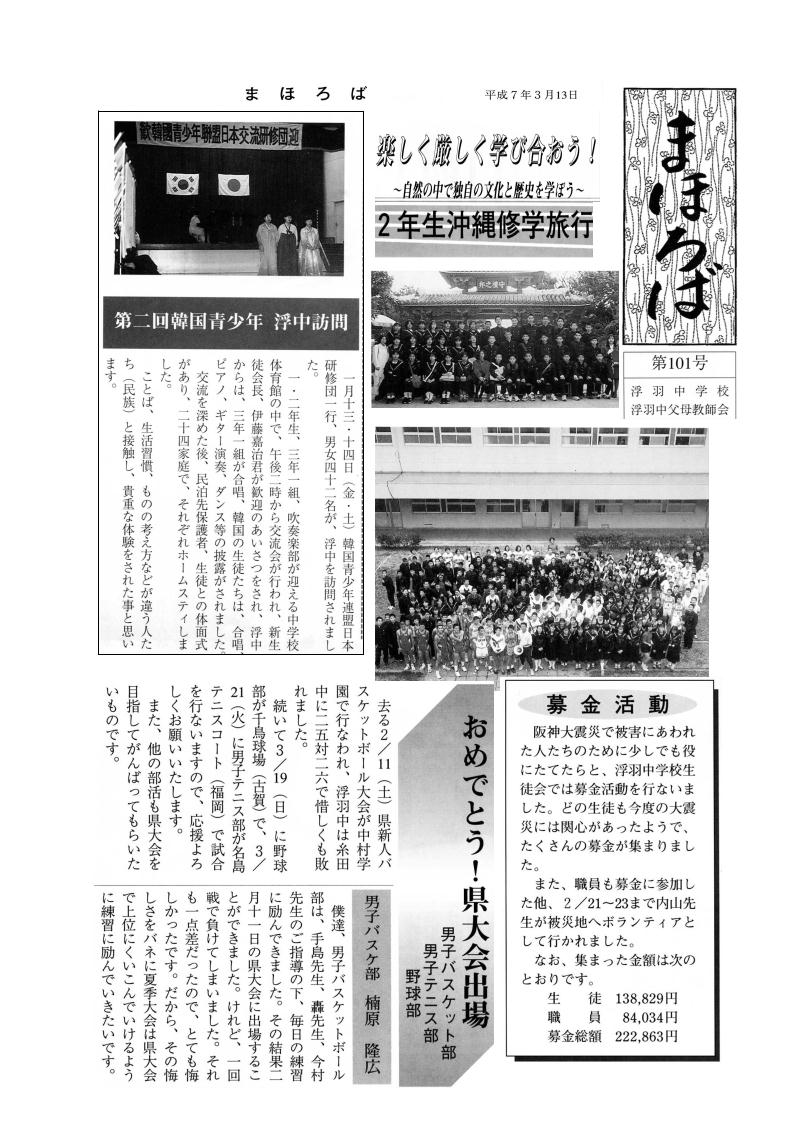 まほろば
平成７年３月13日
まほろば
第101号
浮羽中学校
浮羽中父母教師会
楽しく厳しく学び合おう！
～自然の中で独自の文化と歴史を学ぼう～
２年生沖縄修学旅行
守禮之邦
歓韓國青少年聯盟日本交流研修団迎
第二回韓国青少年 浮中訪問
一月十三・十四日（金・土）韓国青少年連盟日本
研修団一行、男女四十二名が、浮中を訪問されまし
た。
一・二年生、三年一組、吹奏楽部が迎える中学校
体育館の中で、午後二時から交流会が行われ、新生
徒会長、伊藤嘉治君が歓迎のあいさつをされ、浮中
からは、三年一組が合唱、韓国の生徒たちは、合唱、
ピアノ、ギター演奏、ダンス等の披露がされました。
交流を深めた後、民泊先保護者、生徒との体面式
があり、二十四家庭で、それぞれホームスティしま
した。
ことば、生活習慣、ものの考え方などが違う人た
ち（民族）と接触し、貴重な体験をされた事と思い
ます。
募金活動
阪神大震災で被害にあわれ
た人たちのために少しでも役
にたてたらと、浮羽中学校生
徒会では募金活動を行ないま
した。どの生徒も今度の大震
災には関心があったようで、
たくさんの募金が集まりまし
た。
また、職員も募金に参加し
た他、２／21～23まで内山先
生が被災地へボランティアと
して行かれました。
なお、集まった金額は次の
とおりです。
生　徒　138,829円
職　員　84,034円
募金総額　222,863円
おめでとう！県大会出場
男子バスケット部
男子テニス部
野球部
去る２／11（土）県新人バ
スケットボール大会が中村学
園で行なわれ、浮羽中は糸田
中に二五対二六で惜しくも敗
れました。
続いて３／19（日）に野球
部が千鳥球場（古賀）で、３／
21（火）に男子テニス部が名島
テニスコート（福岡）で試合
を行ないますので、応援よろ
しくお願いいたします。
また、他の部活も県大会を
目指してがんばってもらいた
いものです。
男子バスケ部　楠原　隆広
僕達、男子バスケットボール
部は、手島先生、轟先生、今村
先生のご指導の下、毎日の練習
に励んできました。その結果二
月十一日の県大会に出場するこ
とができました。けれど、一回
戦で負けてしまいました。それ
も一点差だったので、とても悔
しかったです。だから、その悔
しさをバネに夏季大会は県大会
で上位にくいこんでいけるよう
に練習に励んでいきたいです。